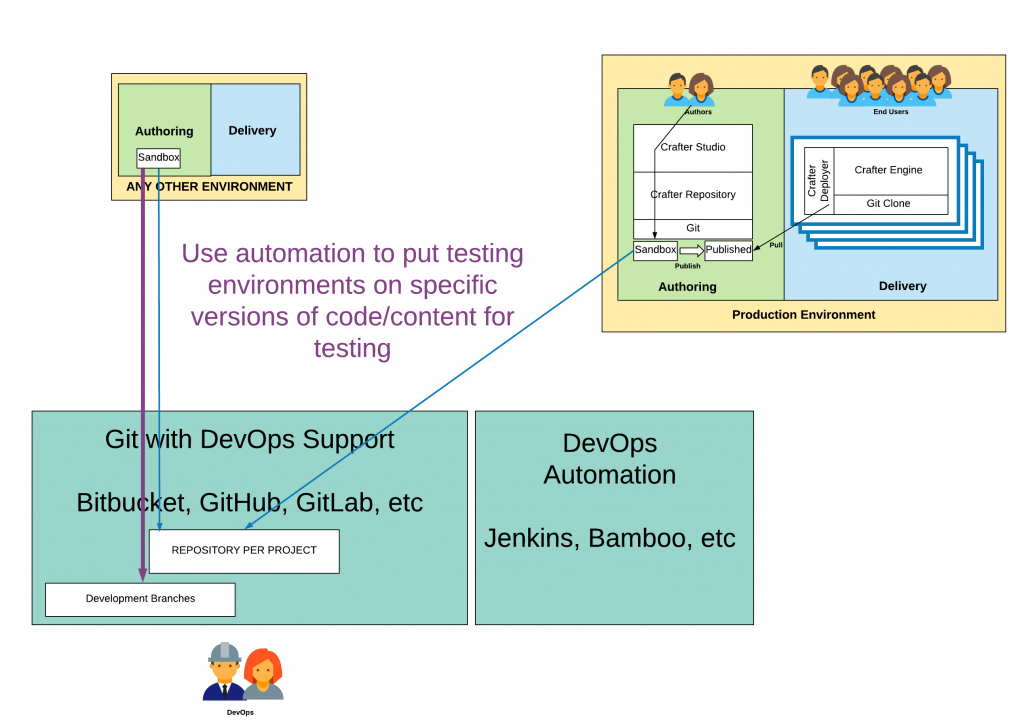 Authoring
Delivery
Sandbox
ANY OTHER ENVIRONMENT
Authors
End Users
Crafter Studio
Crafter Repository
Git
Sandbox
Published
Publish
Pull
Authoring
Crafter
Deployer
Crafter Engine
Git Clone
Delivery
Production Environment
Use automation to put testing
environments on specific
versions of code/content for
testing
Git with DevOps Support
Bitbucket, GitHub, GitLab, etc
REPOSITORY PER PROJECT
Development Branches
DevOps
Automation
Jenkins, Bamboo, etc
DevOps